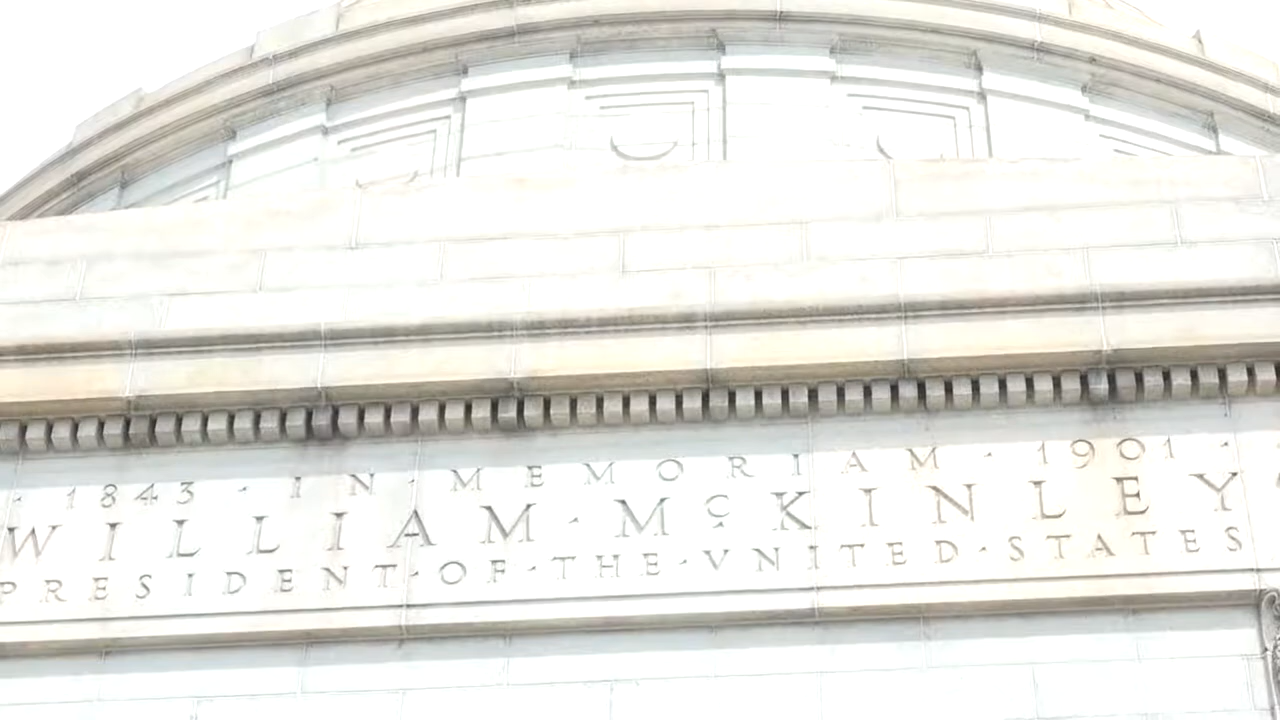 · 1843 · IN · MEMORIAM · 1901 ·
WILLIAM · McKINLEY
PRESIDENT · OF · THE · VNITED · STATES